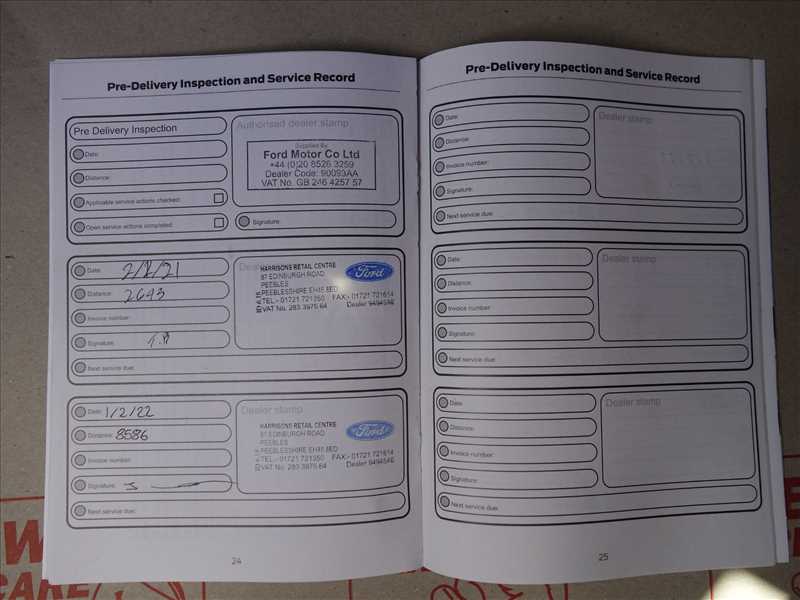 Pre-Delivery Inspection and Service Record
Pre Delivery Inspection
Date:
Distance:
Applicable service actions checked:
Open service actions completed:
Authorised dealer stamp
Supplied By
Ford Motor Co Ltd
+44 (0)20 8526 3259
Dealer Code: 90093AA
VAT No. GB 246 4257 57
Signature:
Date: 2/2/21
Distance: 2643
Invoice number:
Signature:
Next service due:
HARRISONS RETAIL CENTRE
87 EDINBURGH ROAD
PEEBLES
PEEBLESSHIRE EH45 8ED
TEL:- 01721 721350 FAX:- 01721 721614
VAT No. 283 3975 64 Dealer 94945AB
Ford
Date: 1/2/22
Distance: 8586
Invoice number:
Signature:
Next service due:
Dealer stamp
HARRISONS RETAIL CENTRE
87 EDINBURGH ROAD
PEEBLES
PEEBLESSHIRE EH45 8ED
TEL:- 01721 721350 FAX:- 01721 721614
VAT No. 283 3975 64 Dealer 94945AB
Ford
24
Pre-Delivery Inspection and Service Record
Date:
Distance:
Invoice number:
Signature:
Next service due:
Dealer stamp
Date:
Distance:
Invoice number:
Signature:
Next service due:
Dealer stamp
Date:
Distance:
Invoice number:
Signature:
Next service due:
Dealer stamp
25
CARE